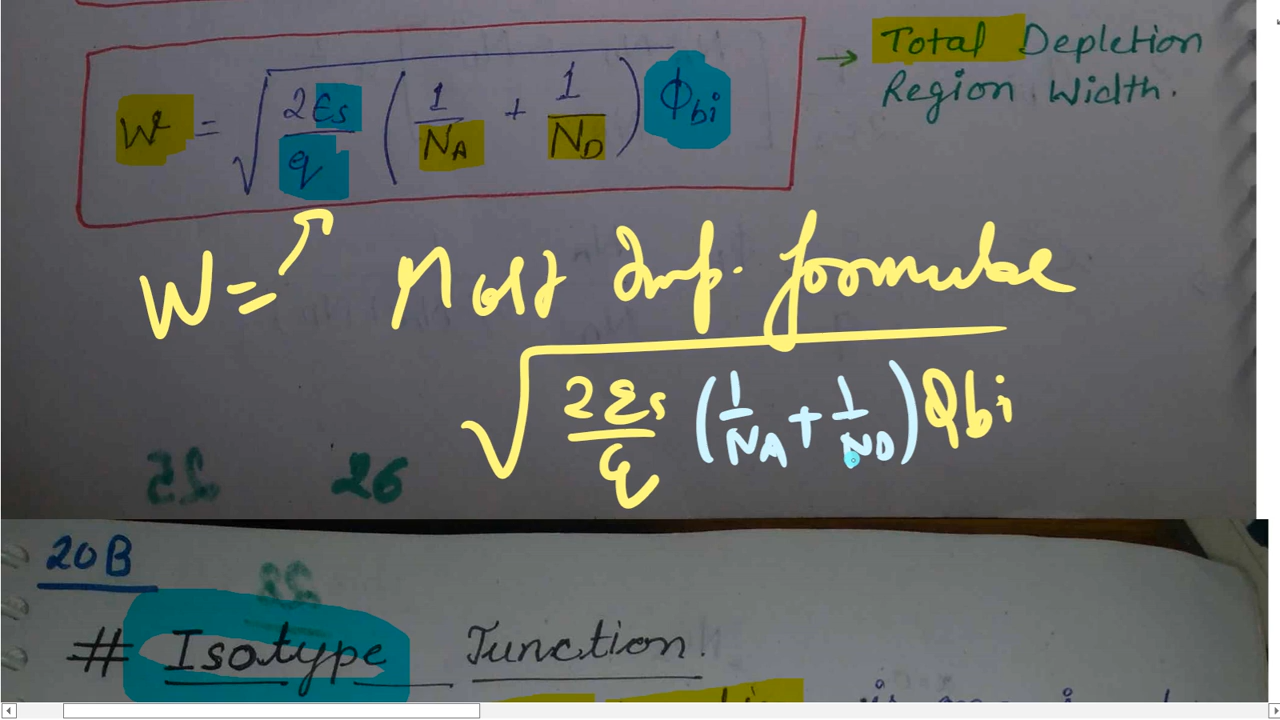 W = √(2εs/q (1/NA + 1/ND) Φbi) → Total Depletion
Region Width.
W = Most Imp. formulae
√(2εs/q (1/NA + 1/ND) Φbi)
25 26
20B
28
# Isotype Junction.